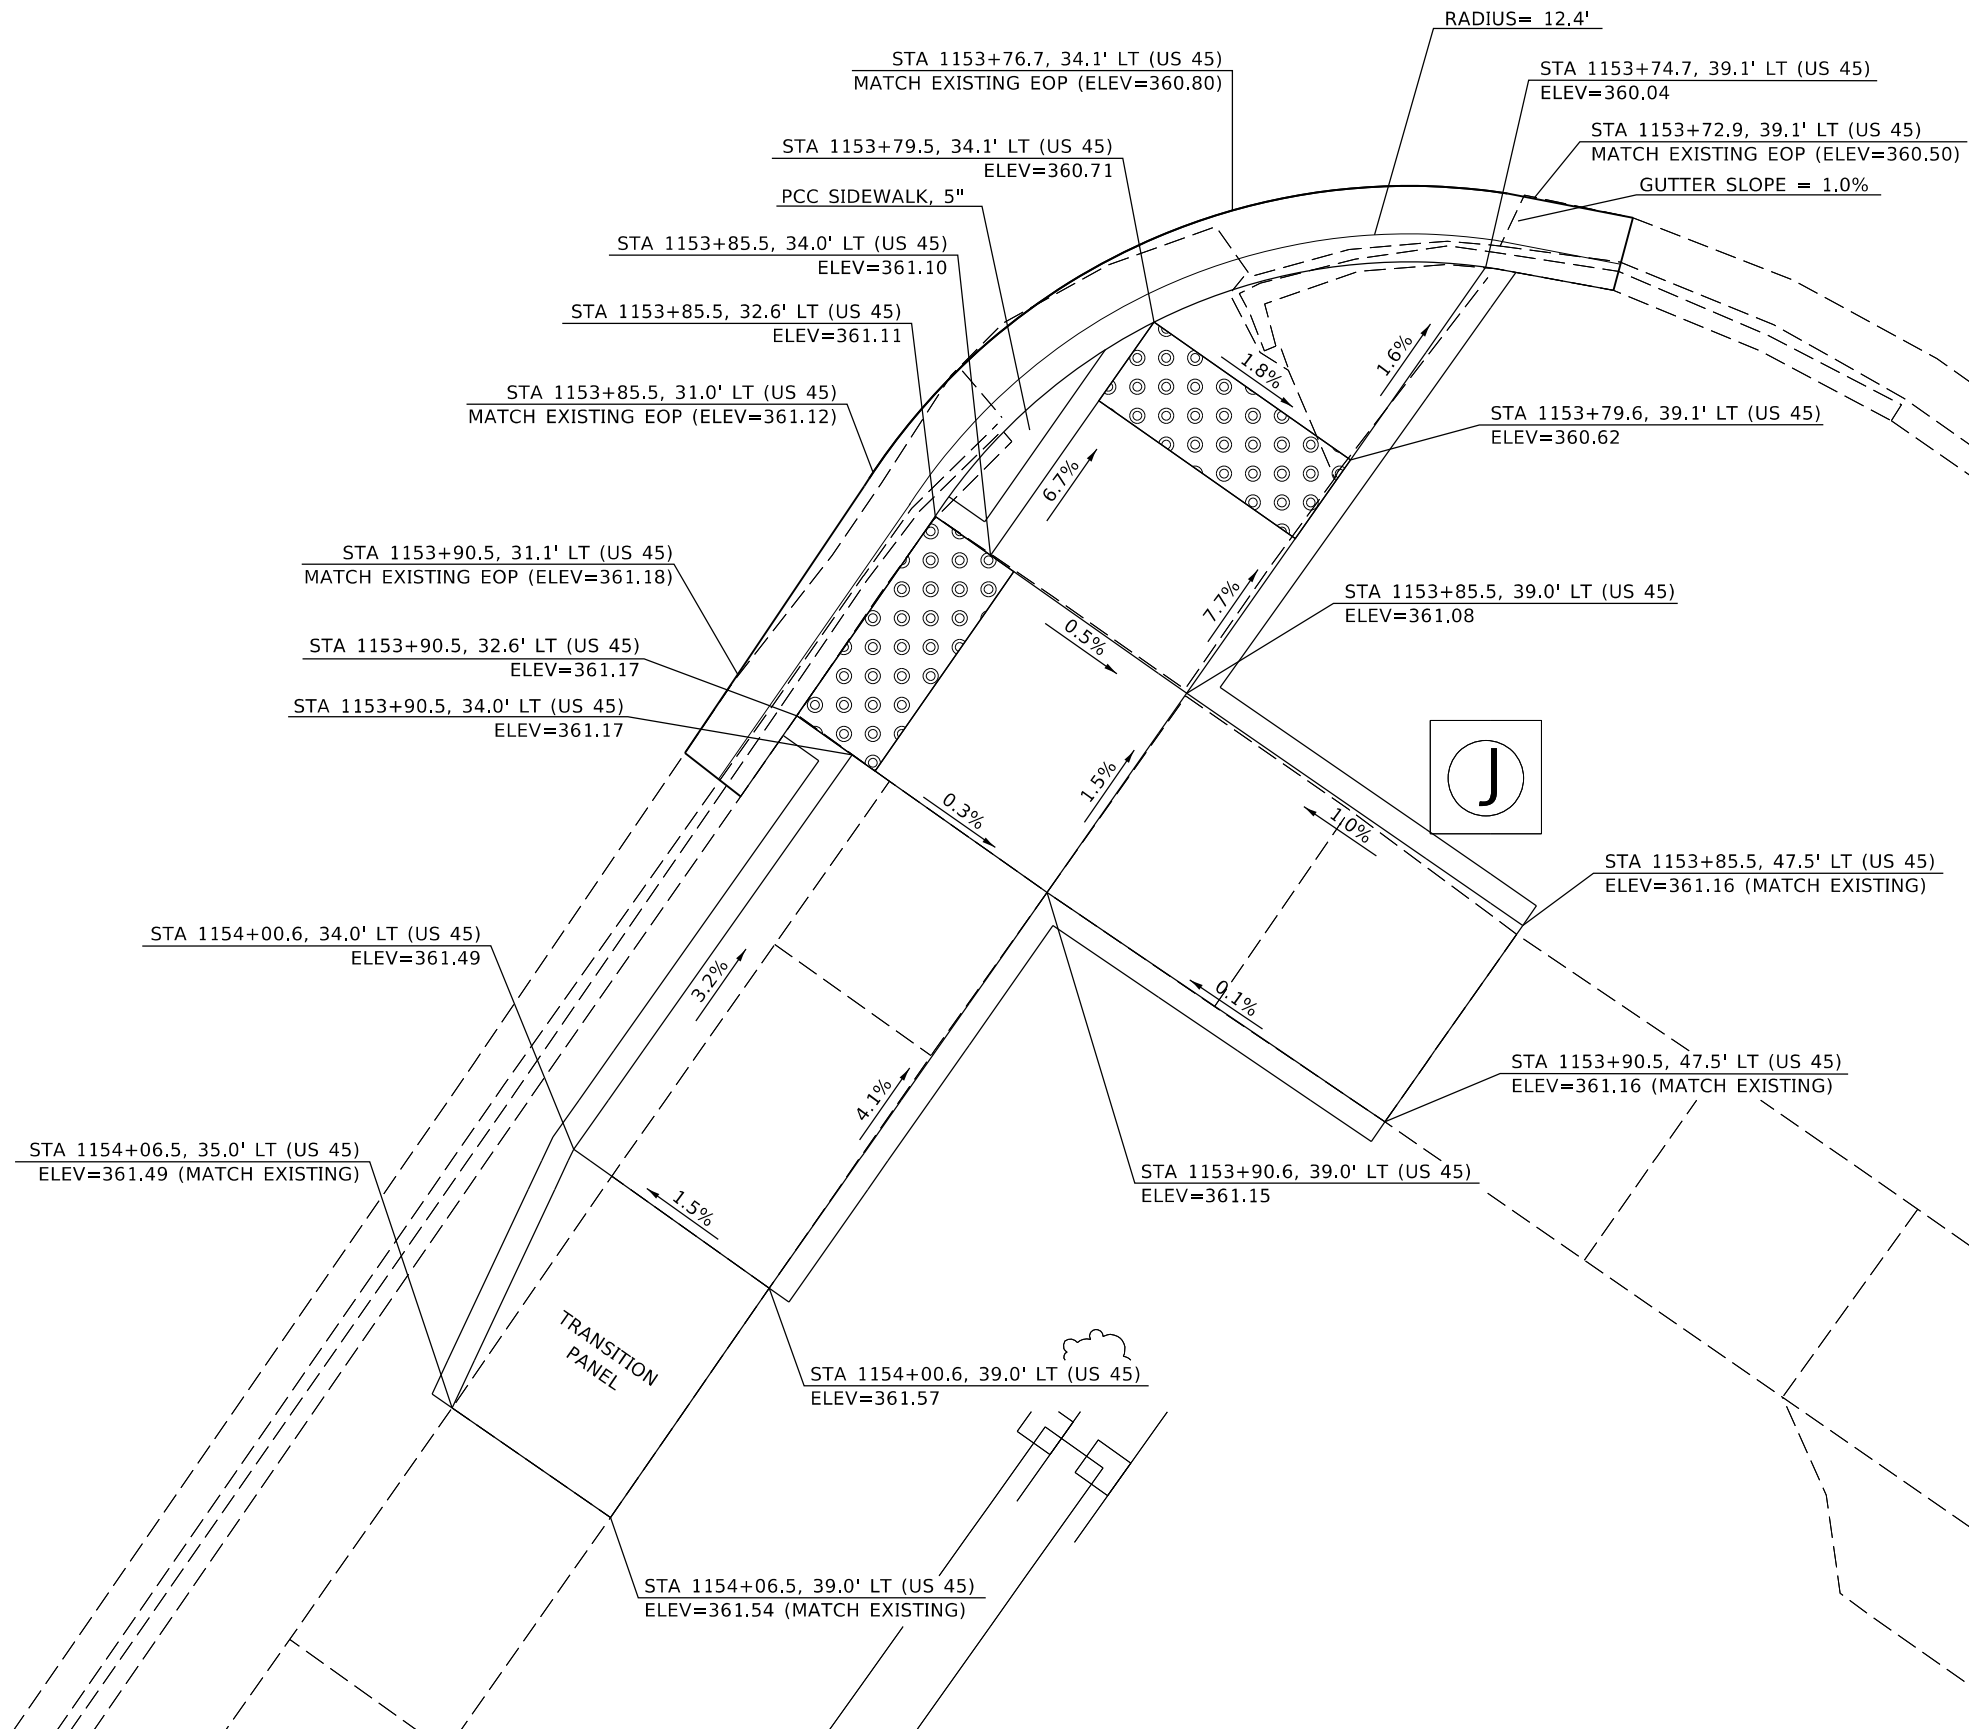 RADIUS= 12.4'
STA 1153+76.7, 34.1' LT (US 45)
MATCH EXISTING EOP (ELEV=360.80)
STA 1153+74.7, 39.1' LT (US 45)
ELEV=360.04
STA 1153+72.9, 39.1' LT (US 45)
MATCH EXISTING EOP (ELEV=360.50)
GUTTER SLOPE = 1.0%
STA 1153+79.5, 34.1' LT (US 45)
ELEV=360.71
PCC SIDEWALK, 5"
STA 1153+85.5, 34.0' LT (US 45)
ELEV=361.10
STA 1153+85.5, 32.6' LT (US 45)
ELEV=361.11
STA 1153+85.5, 31.0' LT (US 45)
MATCH EXISTING EOP (ELEV=361.12)
1.8%
1.6%
STA 1153+79.6, 39.1' LT (US 45)
ELEV=360.62
6.7%
STA 1153+90.5, 31.1' LT (US 45)
MATCH EXISTING EOP (ELEV=361.18)
7.7%
STA 1153+85.5, 39.0' LT (US 45)
ELEV=361.08
0.5%
STA 1153+90.5, 32.6' LT (US 45)
ELEV=361.17
STA 1153+90.5, 34.0' LT (US 45)
ELEV=361.17
J
1.5%
0.3%
1.0%
STA 1153+85.5, 47.5' LT (US 45)
ELEV=361.16 (MATCH EXISTING)
STA 1154+00.6, 34.0' LT (US 45)
ELEV=361.49
3.2%
0.1%
STA 1153+90.5, 47.5' LT (US 45)
ELEV=361.16 (MATCH EXISTING)
4.1%
STA 1154+06.5, 35.0' LT (US 45)
ELEV=361.49 (MATCH EXISTING)
STA 1153+90.6, 39.0' LT (US 45)
ELEV=361.15
1.5%
TRANSITION
PANEL
STA 1154+00.6, 39.0' LT (US 45)
ELEV=361.57
STA 1154+06.5, 39.0' LT (US 45)
ELEV=361.54 (MATCH EXISTING)